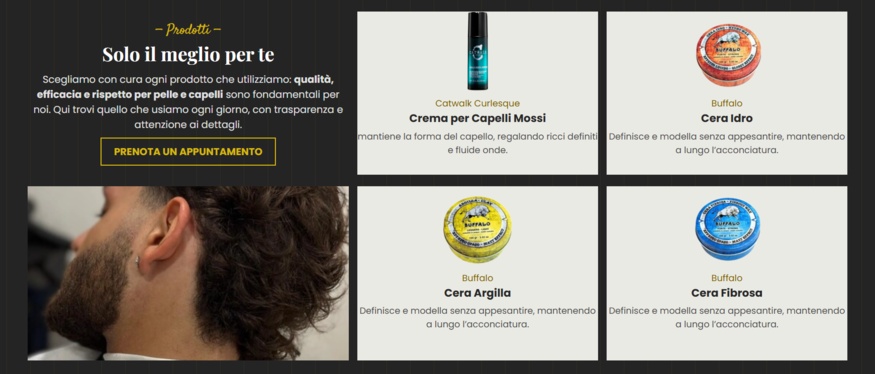 – Prodotti –
Solo il meglio per te
Scegliamo con cura ogni prodotto che utilizziamo: qualità,
efficacia e rispetto per pelle e capelli sono fondamentali per
noi. Qui trovi quello che usiamo ogni giorno, con trasparenza e
attenzione ai dettagli.
PRENOTA UN APPUNTAMENTO
Catwalk Curlesque
Crema per Capelli Mossi
mantiene la forma del capello, regalando ricci definiti
e fluide onde.
BUFFALO
Buffalo
Cera Idro
Definisce e modella senza appesantire, mantenendo
a lungo l'acconciatura.
BUFFALO
Buffalo
Cera Argilla
Definisce e modella senza appesantire, mantenendo
a lungo l'acconciatura.
BUFFALO
Buffalo
Cera Fibrosa
Definisce e modella senza appesantire, mantenendo
a lungo l'acconciatura.